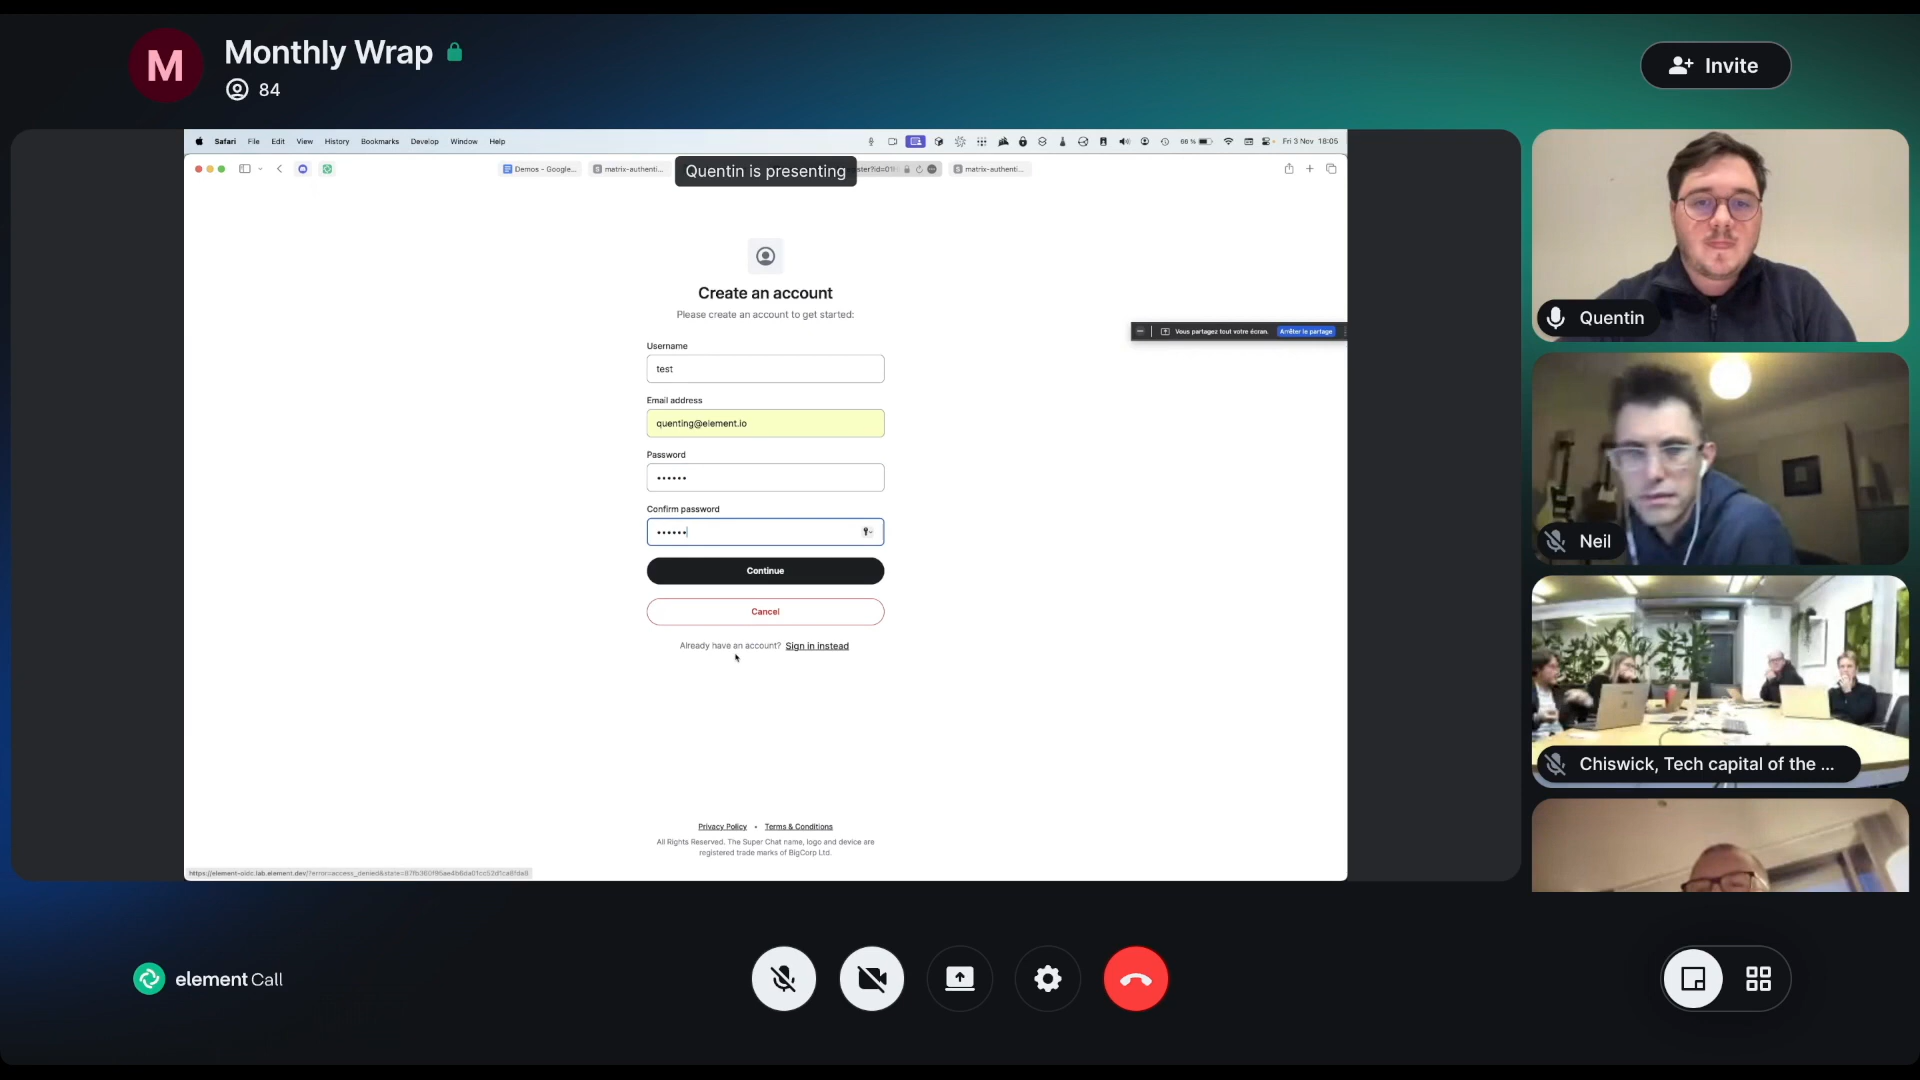 M
Monthly Wrap
84
Invite
Safari File Edit View History Bookmarks Develop Window Help
66 % Fri 3 Nov 18:05
Demos - Google...
matrix-authenti...
Quentin is presenting
matrix-authenti...
Create an account
Please create an account to get started:
Username
test
Email address
quenting@element.io
Password
Confirm password
Continue
Cancel
Already have an account? Sign in instead
Vous partagez tout votre écran. Arrêter le partage
Privacy Policy • Terms & Conditions
All Rights Reserved. The Super Chat name, logo and device are
registered trade marks of BigCorp Ltd.
Quentin
Neil
Chiswick, Tech capital of the ...
element Call